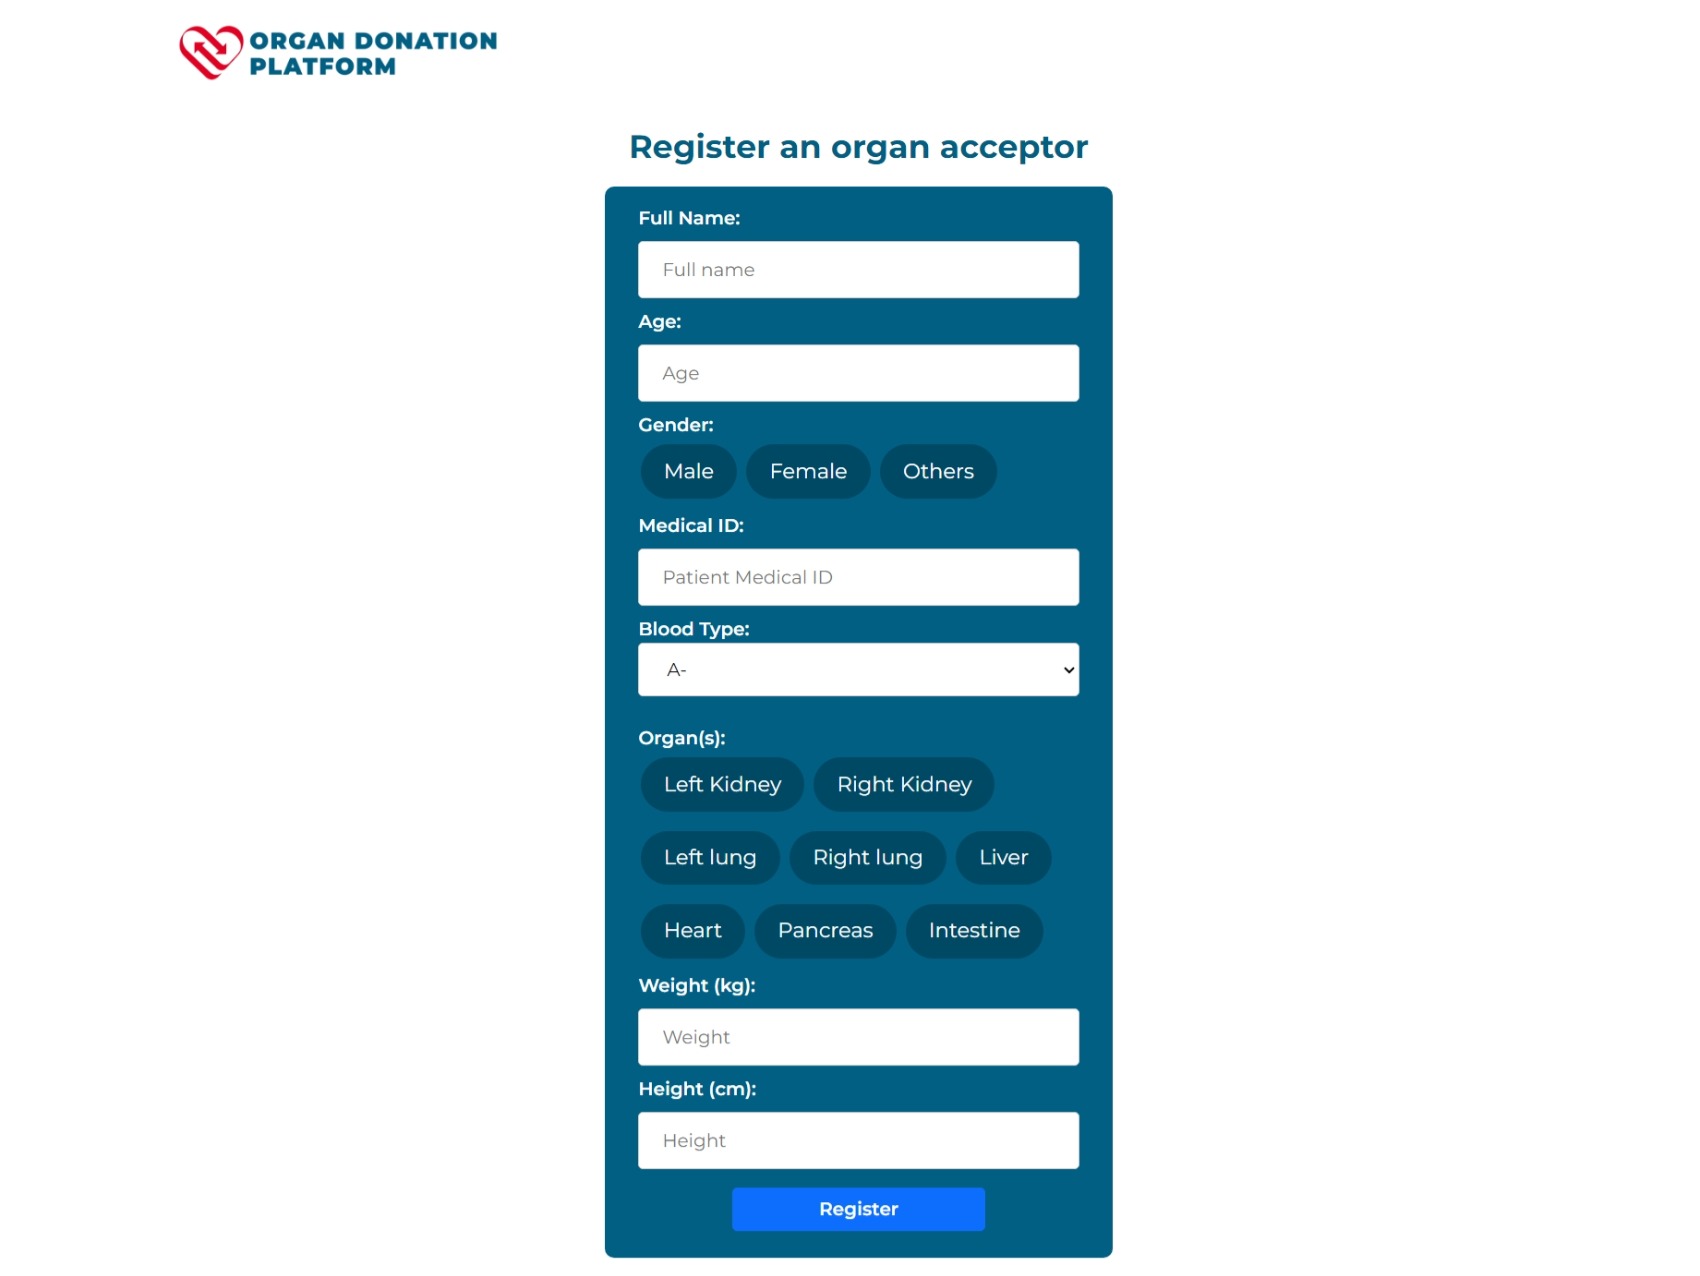 ORGAN DONATION
PLATFORM
Register an organ acceptor
Full Name:
Full name
Age:
Age
Gender:
Male Female Others
Medical ID:
Patient Medical ID
Blood Type:
A-
Organ(s):
Left Kidney Right Kidney
Left lung Right lung Liver
Heart Pancreas Intestine
Weight (kg):
Weight
Height (cm):
Height
Register